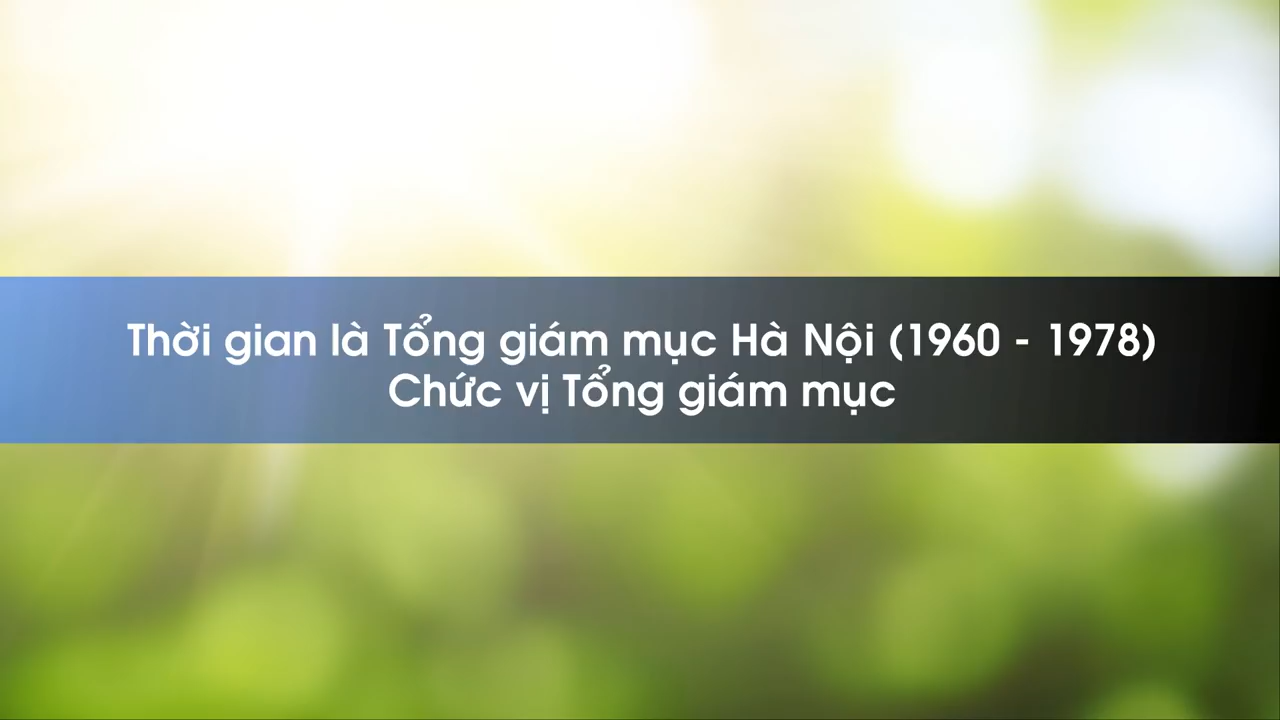 Thời gian là Tổng giám mục Hà Nội (1960 - 1978)
Chức vị Tổng giám mục